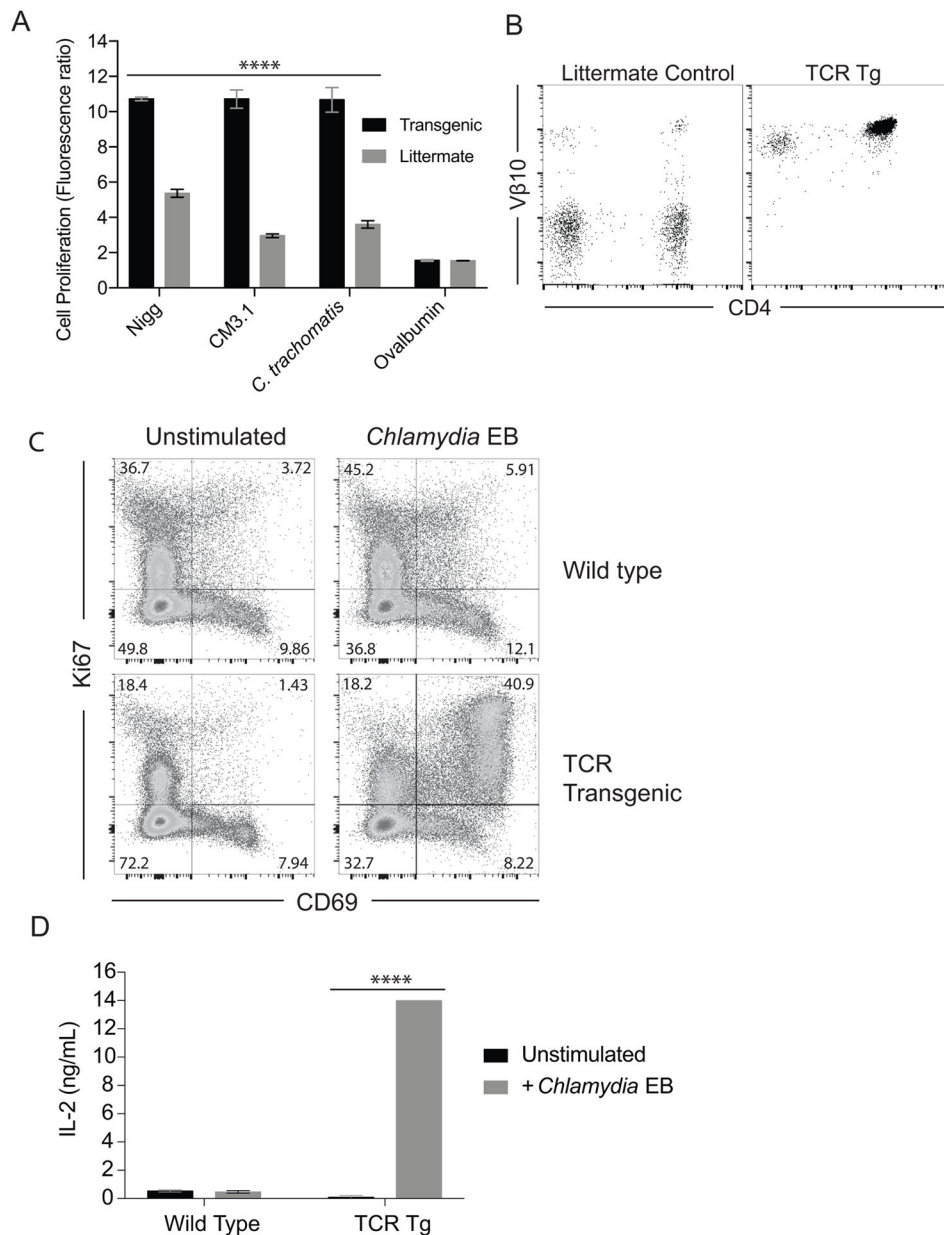 A
14
12
10
8
6
4
2
0
Cell Proliferation (Fluorescence ratio)
****
Transgenic
Littermate
Nigg
CM3.1
C. trachomatis
Ovalbumin
B
Littermate Control
TCR Tg
Vβ10
CD4
C
Unstimulated
Chlamydia EB
36.7
3.72
45.2
5.91
Wild type
49.8
9.86
36.8
12.1
Ki67
18.4
1.43
18.2
40.9
TCR
Transgenic
72.2
7.94
32.7
8.22
CD69
D
16
14
12
10
8
6
4
2
0
IL-2 (ng/mL)
****
Unstimulated
+ Chlamydia EB
Wild Type
TCR Tg